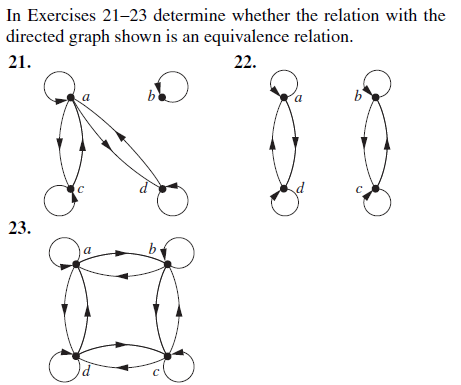 In Exercises 21–23 determine whether the relation with the
directed graph shown is an equivalence relation.
21.
22.
a
b
a
b
c
d
d
c
23.
a
b
d
c